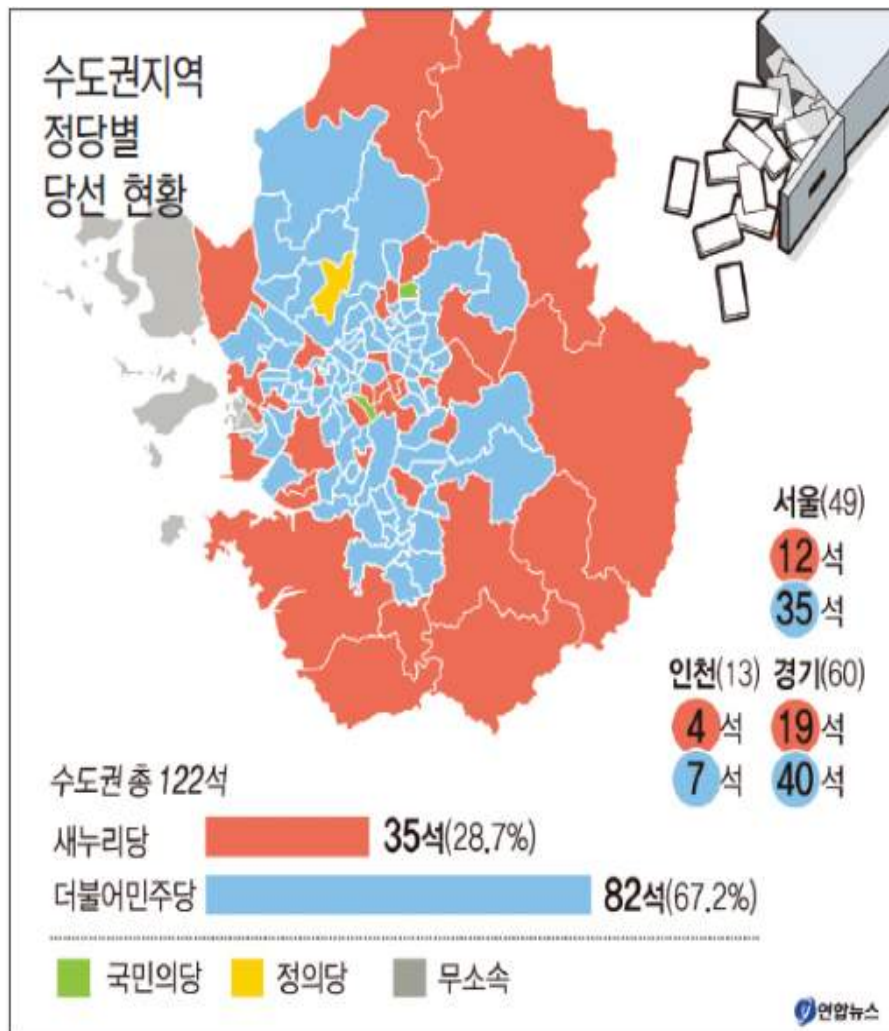 수도권지역
정당별
당선 현황
서울(49)
12석
35석
인천(13) 경기(60)
4석 19석
7석 40석
수도권 총 122석
새누리당 35석(28.7%)
더불어민주당 82석(67.2%)
국민의당 정의당 무소속
연합뉴스